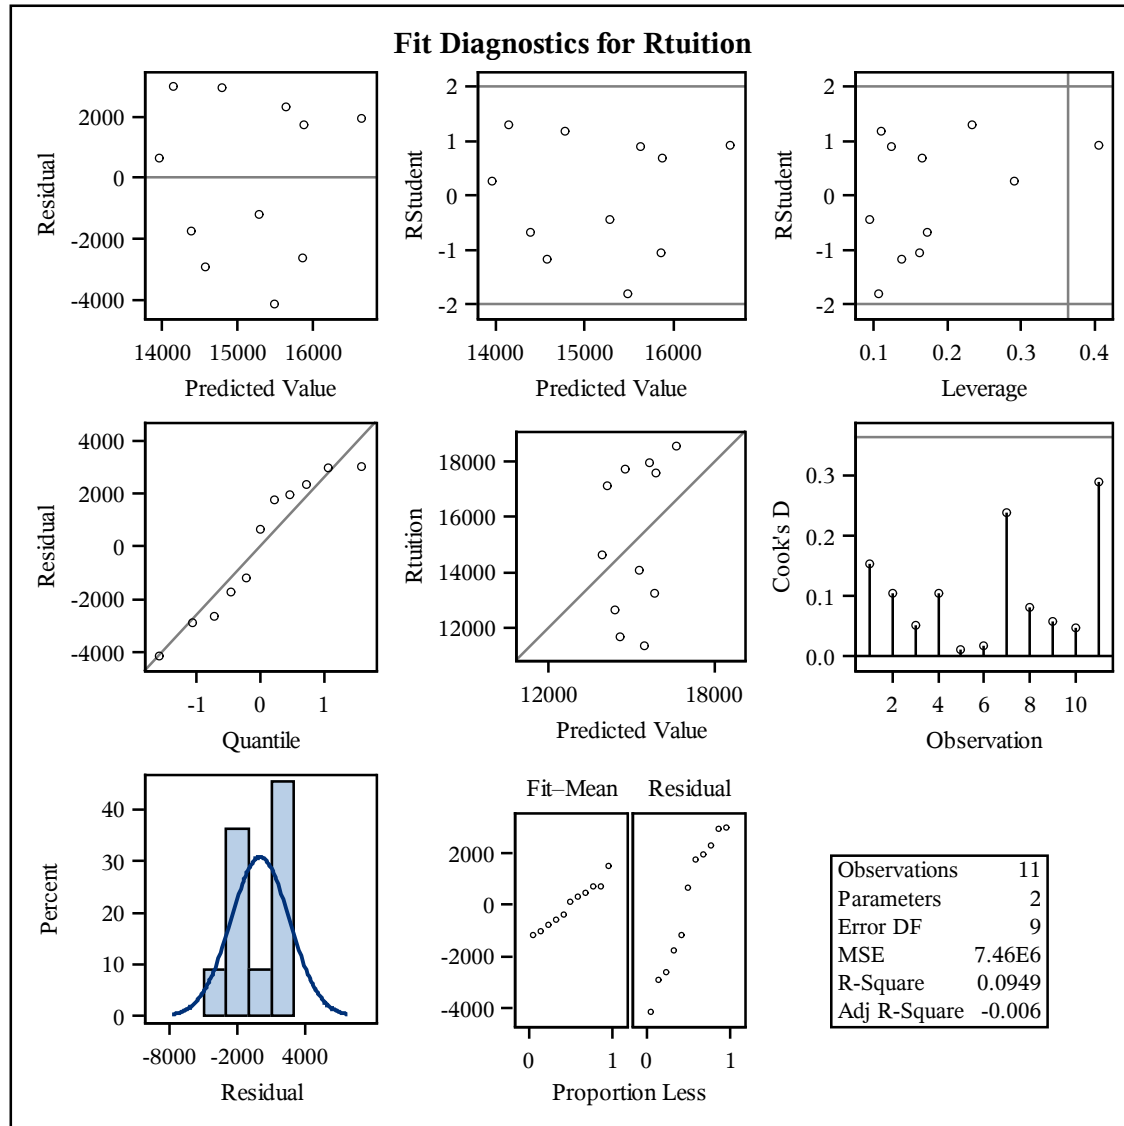 Fit Diagnostics for Rtuition
2000
0
-2000
-4000
Residual
14000 15000 16000
Predicted Value
2
1
0
-1
-2
RStudent
14000 15000 16000
Predicted Value
2
1
0
-1
-2
RStudent
0.1 0.2 0.3 0.4
Leverage
4000
2000
0
-2000
-4000
Residual
-1 0 1
Quantile
18000
16000
14000
12000
Rtuition
12000 18000
Predicted Value
0.3
0.2
0.1
0.0
Cook's D
2 4 6 8 10
Observation
40
30
20
10
0
Percent
-8000 -2000 4000
Residual
Fit–Mean Residual
2000
0
-2000
-4000
0 1 0 1
Proportion Less
Observations 11
Parameters 2
Error DF 9
MSE 7.46E6
R-Square 0.0949
Adj R-Square -0.006